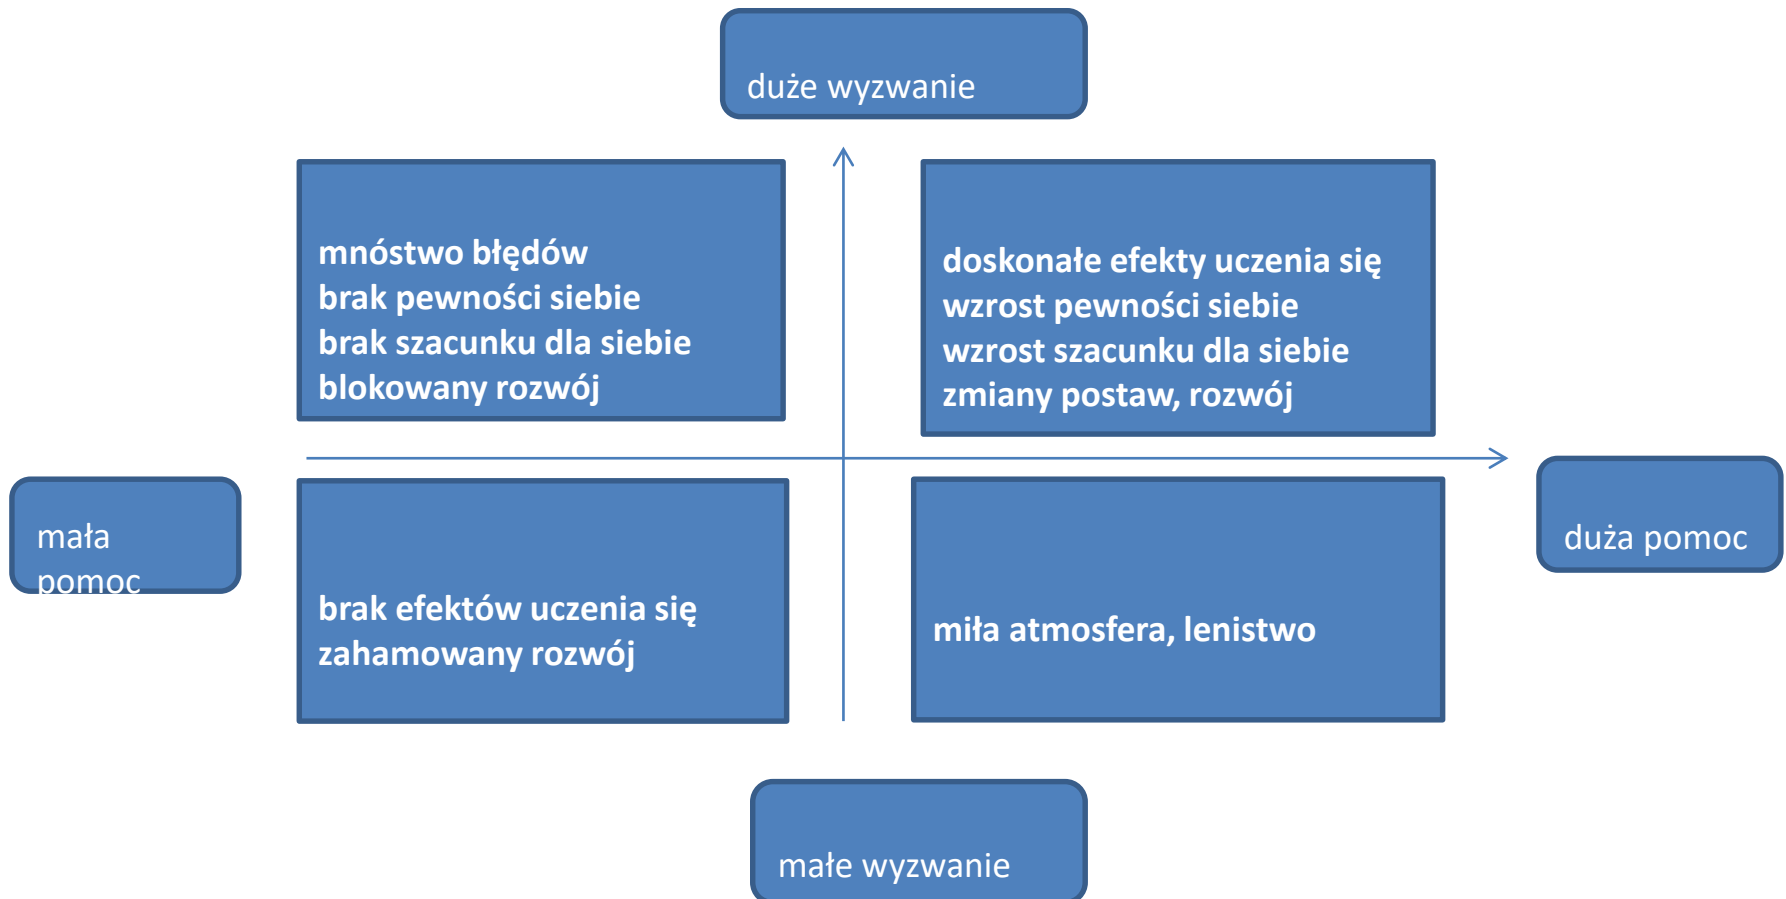 duże wyzwanie
mnóstwo błędów
brak pewności siebie
brak szacunku dla siebie
blokowany rozwój
doskonałe efekty uczenia się
wzrost pewności siebie
wzrost szacunku dla siebie
zmiany postaw, rozwój
mała
pomoc
duża pomoc
brak efektów uczenia się
zahamowany rozwój
miła atmosfera, lenistwo
małe wyzwanie